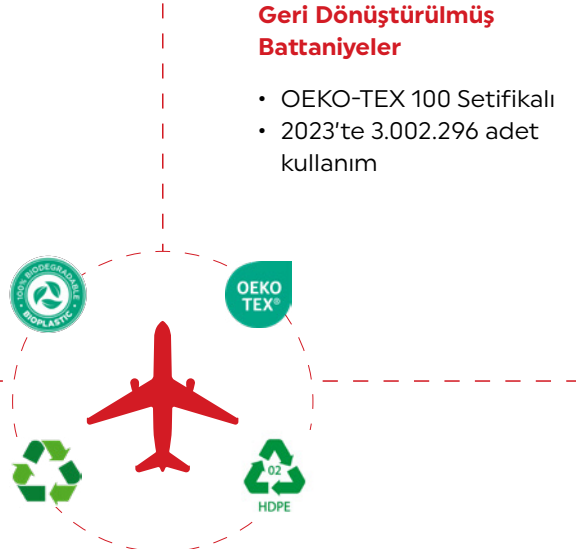 Geri Dönüştürülmüş
Battaniyeler
• OEKO-TEX 100 Setifikalı
• 2023'te 3.002.296 adet
kullanım
100% BIODEGRADABLE
BIOPLASTIC
OEKO
TEX®
02
HDPE